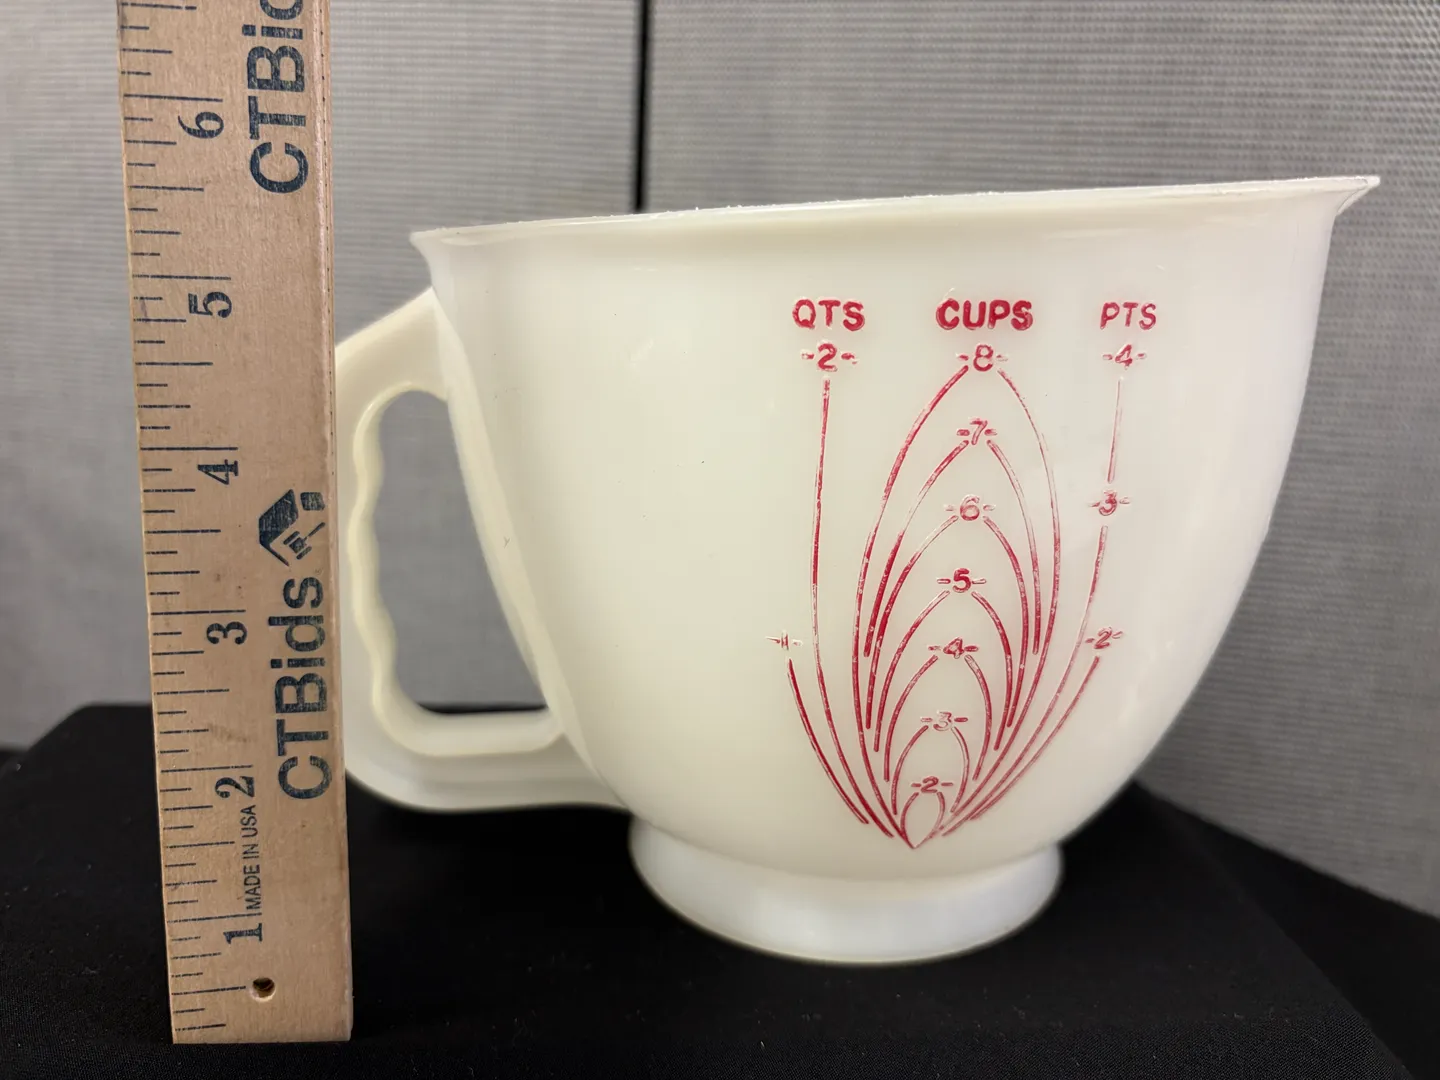 CTBids
6
5
4
3
2
1
MADE IN USA
CTBids
QTS CUPS PTS
-2- -8- -4-
-7-
-6- -3-
-5-
-1- -4- -2-
-3-
-2-